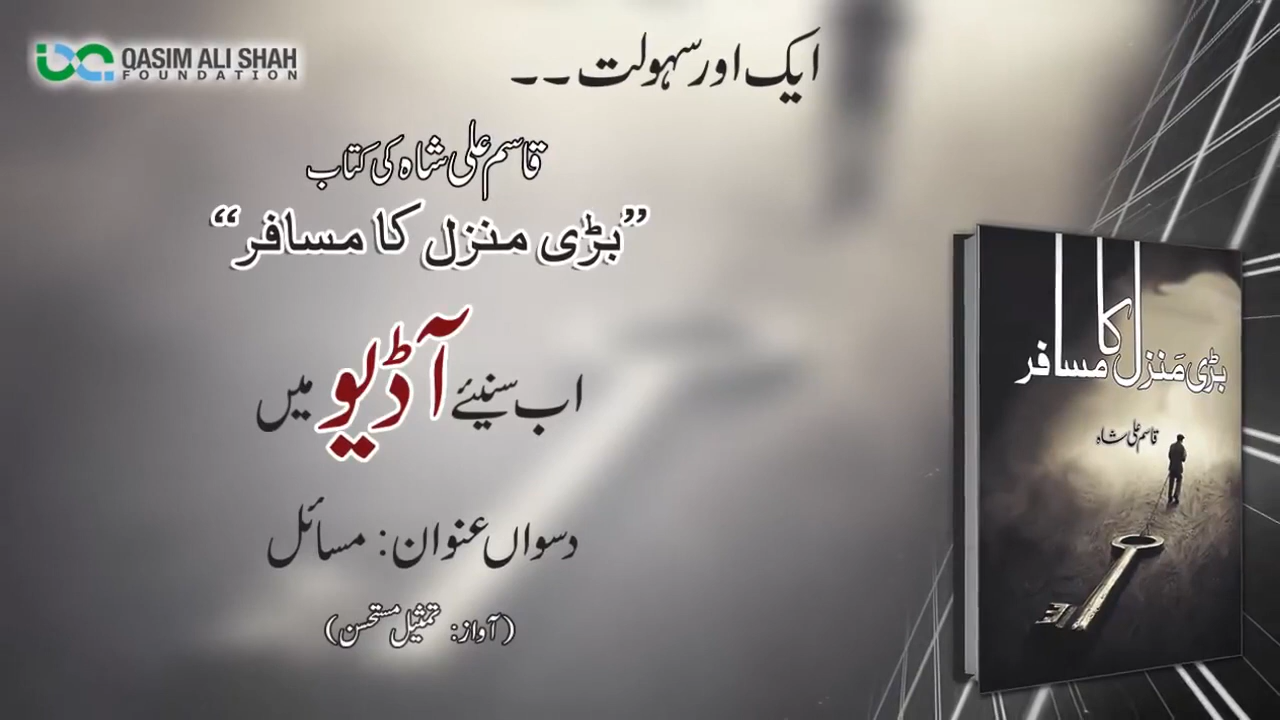 QASIM ALI SHAH
FOUNDATION
ایک اور سہولت ۔۔
قاسم علی شاہ کی کتاب
”بڑی منزل کا مسافر“
اب سنیئے آڈیو میں
دسواں عنوان: مسائل
(آواز: تمثیل مستحسن)
بڑی مَنزل کا مسافر
قاسم علی شاہ